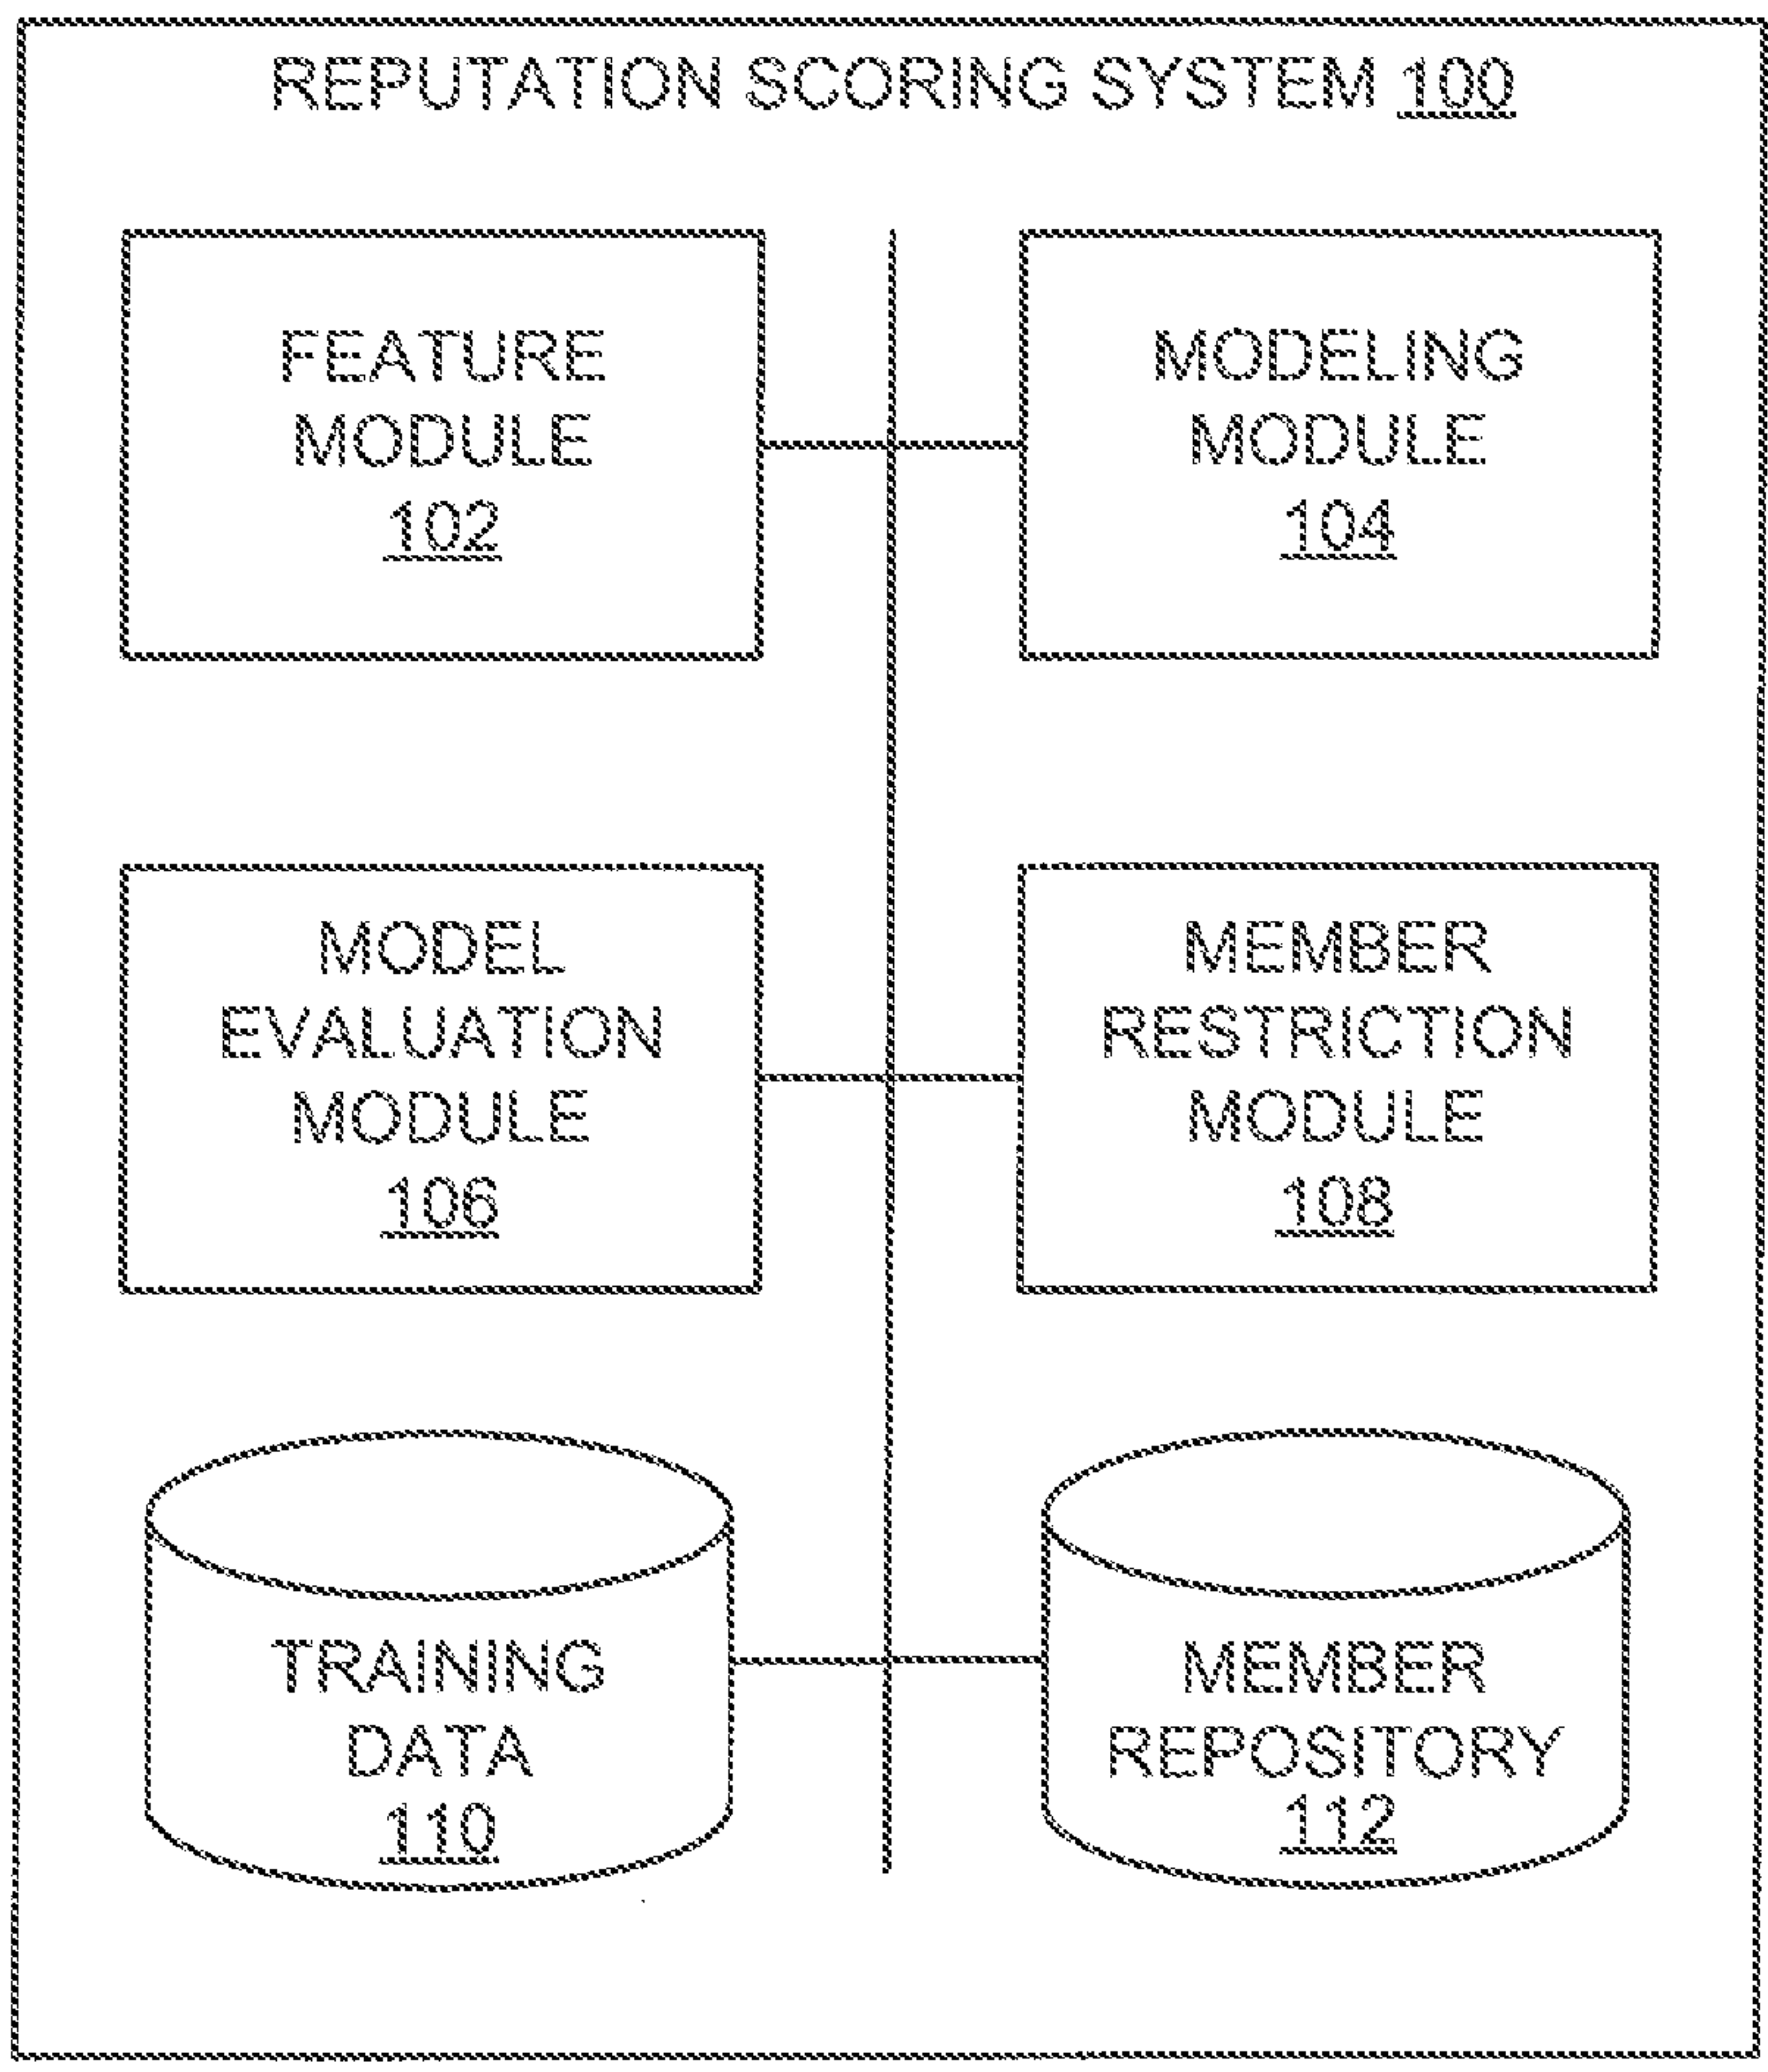 REPUTATION SCORING SYSTEM 100
FEATURE
MODULE
102
MODELING
MODULE
104
MODEL
EVALUATION
MODULE
106
MEMBER
RESTRICTION
MODULE
108
TRAINING
DATA
110
MEMBER
REPOSITORY
112